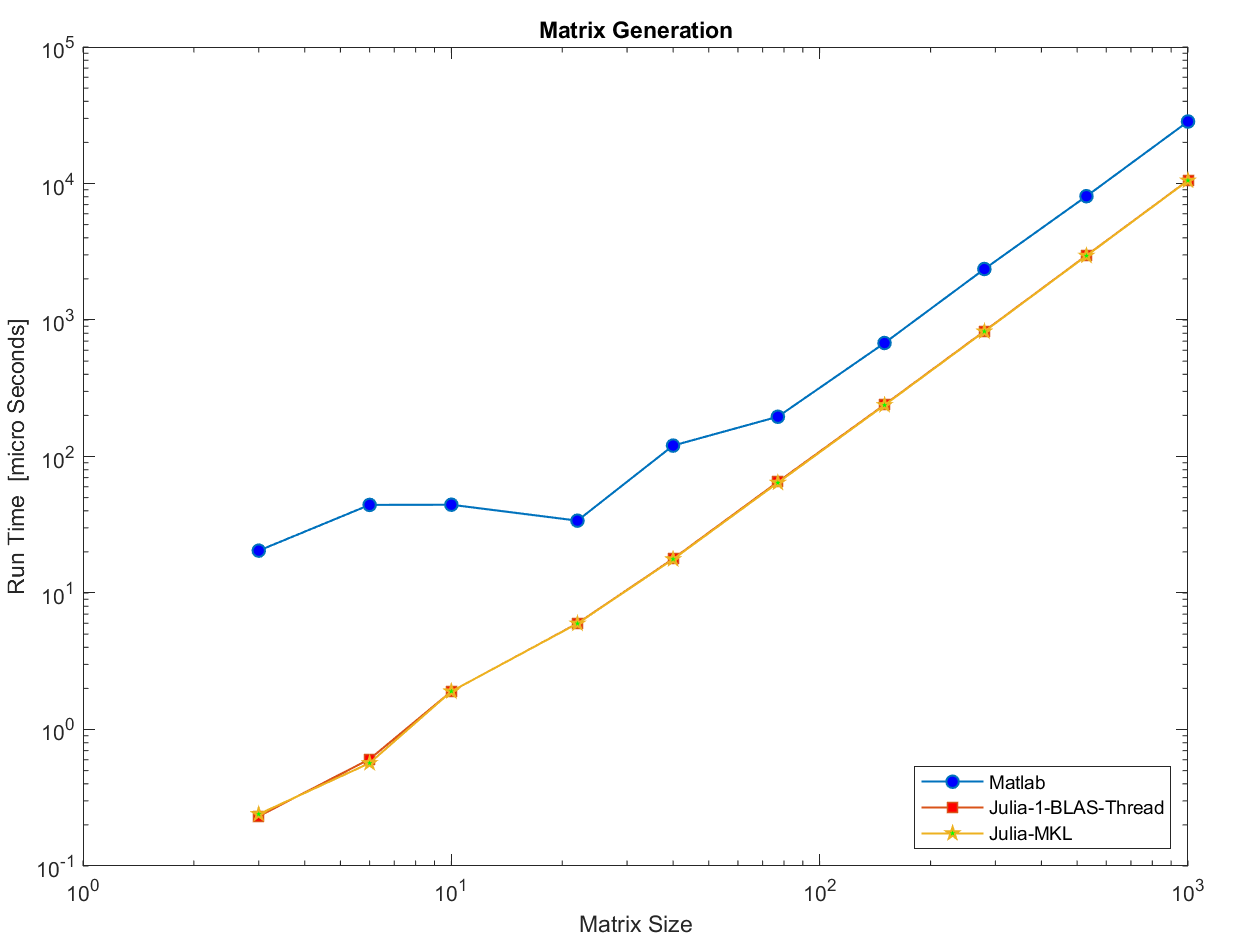 Matrix Generation
10^5
10^4
10^3
10^2
10^1
10^0
10^-1
Run Time [micro Seconds]
10^0 10^1 10^2 10^3
Matrix Size
Matlab
Julia-1-BLAS-Thread
Julia-MKL